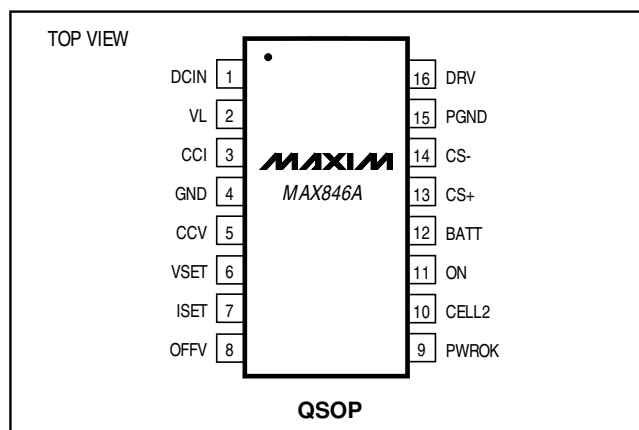 TOP VIEW
DCIN 1
VL 2
CCI 3
GND 4
CCV 5
VSET 6
ISET 7
OFFV 8
MAXIM
MAX846A
16 DRV
15 PGND
14 CS-
13 CS+
12 BATT
11 ON
10 CELL2
9 PWROK
QSOP